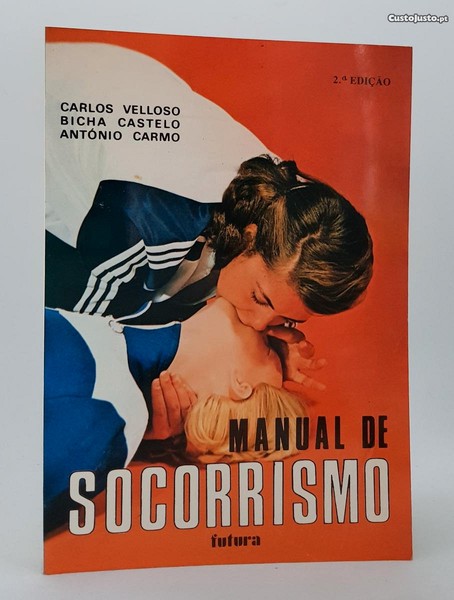 CustoJusto.pt
2.ª EDIÇÃO
CARLOS VELLOSO
BICHA CASTELO
ANTÓNIO CARMO
MANUAL DE
SOCORRISMO
futura